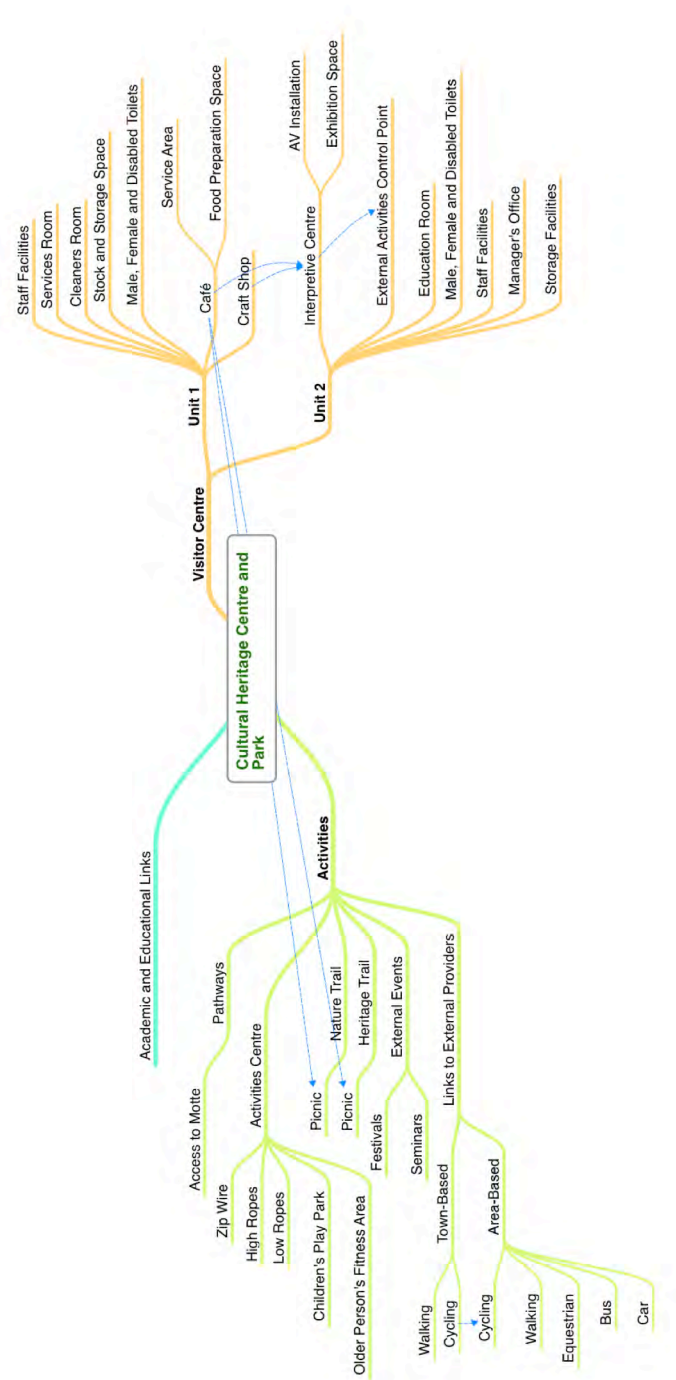 Cultural Heritage Centre and
Park
Visitor Centre
Unit 1
Staff Facilities
Services Room
Cleaners Room
Stock and Storage Space
Male, Female and Disabled Toilets
Café
Service Area
Food Preparation Space
Craft Shop
Unit 2
Interpretive Centre
AV Installation
Exhibition Space
External Activities Control Point
Education Room
Male, Female and Disabled Toilets
Staff Facilities
Manager's Office
Storage Facilities
Academic and Educational Links
Activities
Pathways
Access to Motte
Activities Centre
Zip Wire
High Ropes
Low Ropes
Children's Play Park
Older Person's Fitness Area
Nature Trail
Picnic
Heritage Trail
Picnic
External Events
Festivals
Seminars
Links to External Providers
Town-Based
Walking
Cycling
Area-Based
Cycling
Walking
Equestrian
Bus
Car